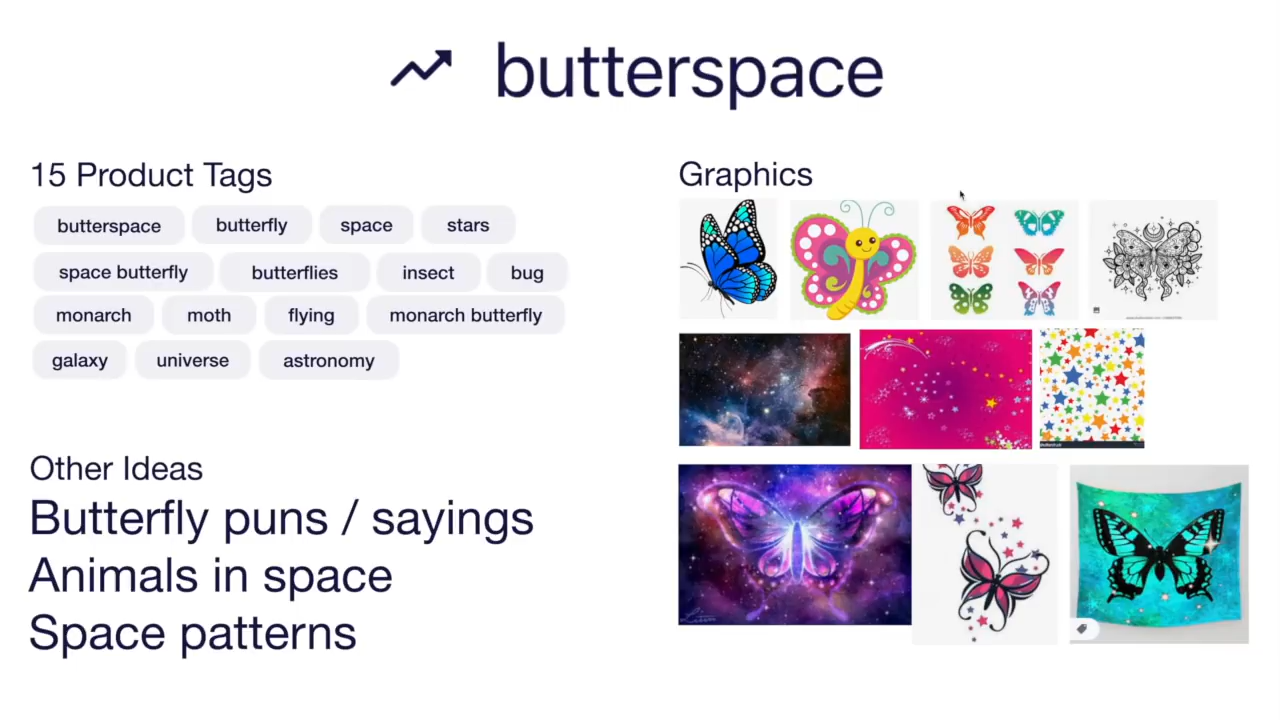 butterspace
15 Product Tags
butterspace butterfly space stars
space butterfly butterflies insect bug
monarch moth flying monarch butterfly
galaxy universe astronomy
Other Ideas
Butterfly puns / sayings
Animals in space
Space patterns
Graphics